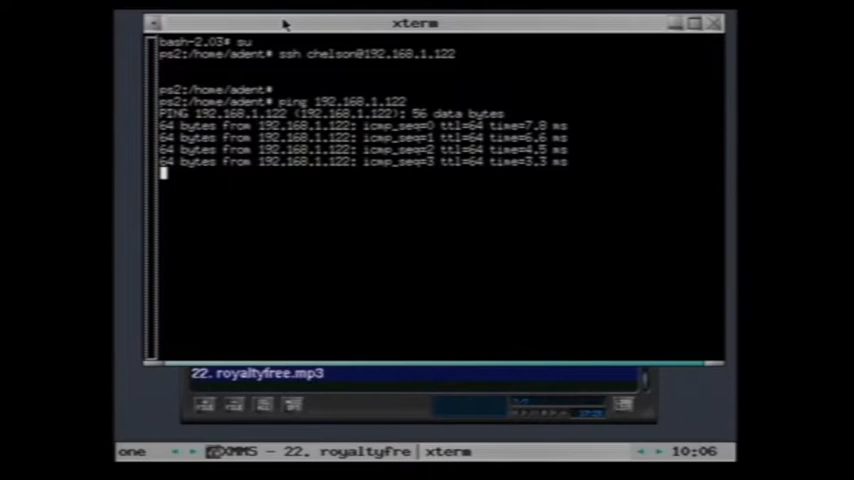 xterm
bash-2.03# su
ps2:/home/adent# ssh chelson@192.168.1.122
ps2:/home/adent#
ps2:/home/adent# ping 192.168.1.122
PING 192.168.1.122 (192.168.1.122): 56 data bytes
64 bytes from 192.168.1.122: icmp_seq=0 ttl=64 time=7.8 ms
64 bytes from 192.168.1.122: icmp_seq=1 ttl=64 time=6.6 ms
64 bytes from 192.168.1.122: icmp_seq=2 ttl=64 time=4.5 ms
64 bytes from 192.168.1.122: icmp_seq=3 ttl=64 time=3.3 ms
22. royaltyfree.mp3
one XMMS - 22. royaltyfre xterm 10:06